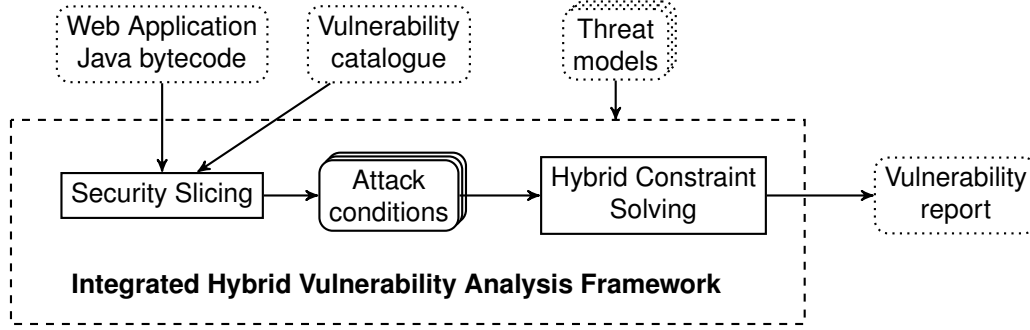 Web Application
Java bytecode
Vulnerability
catalogue
Threat
models
Security Slicing
Attack
conditions
Hybrid Constraint
Solving
Vulnerability
report
Integrated Hybrid Vulnerability Analysis Framework